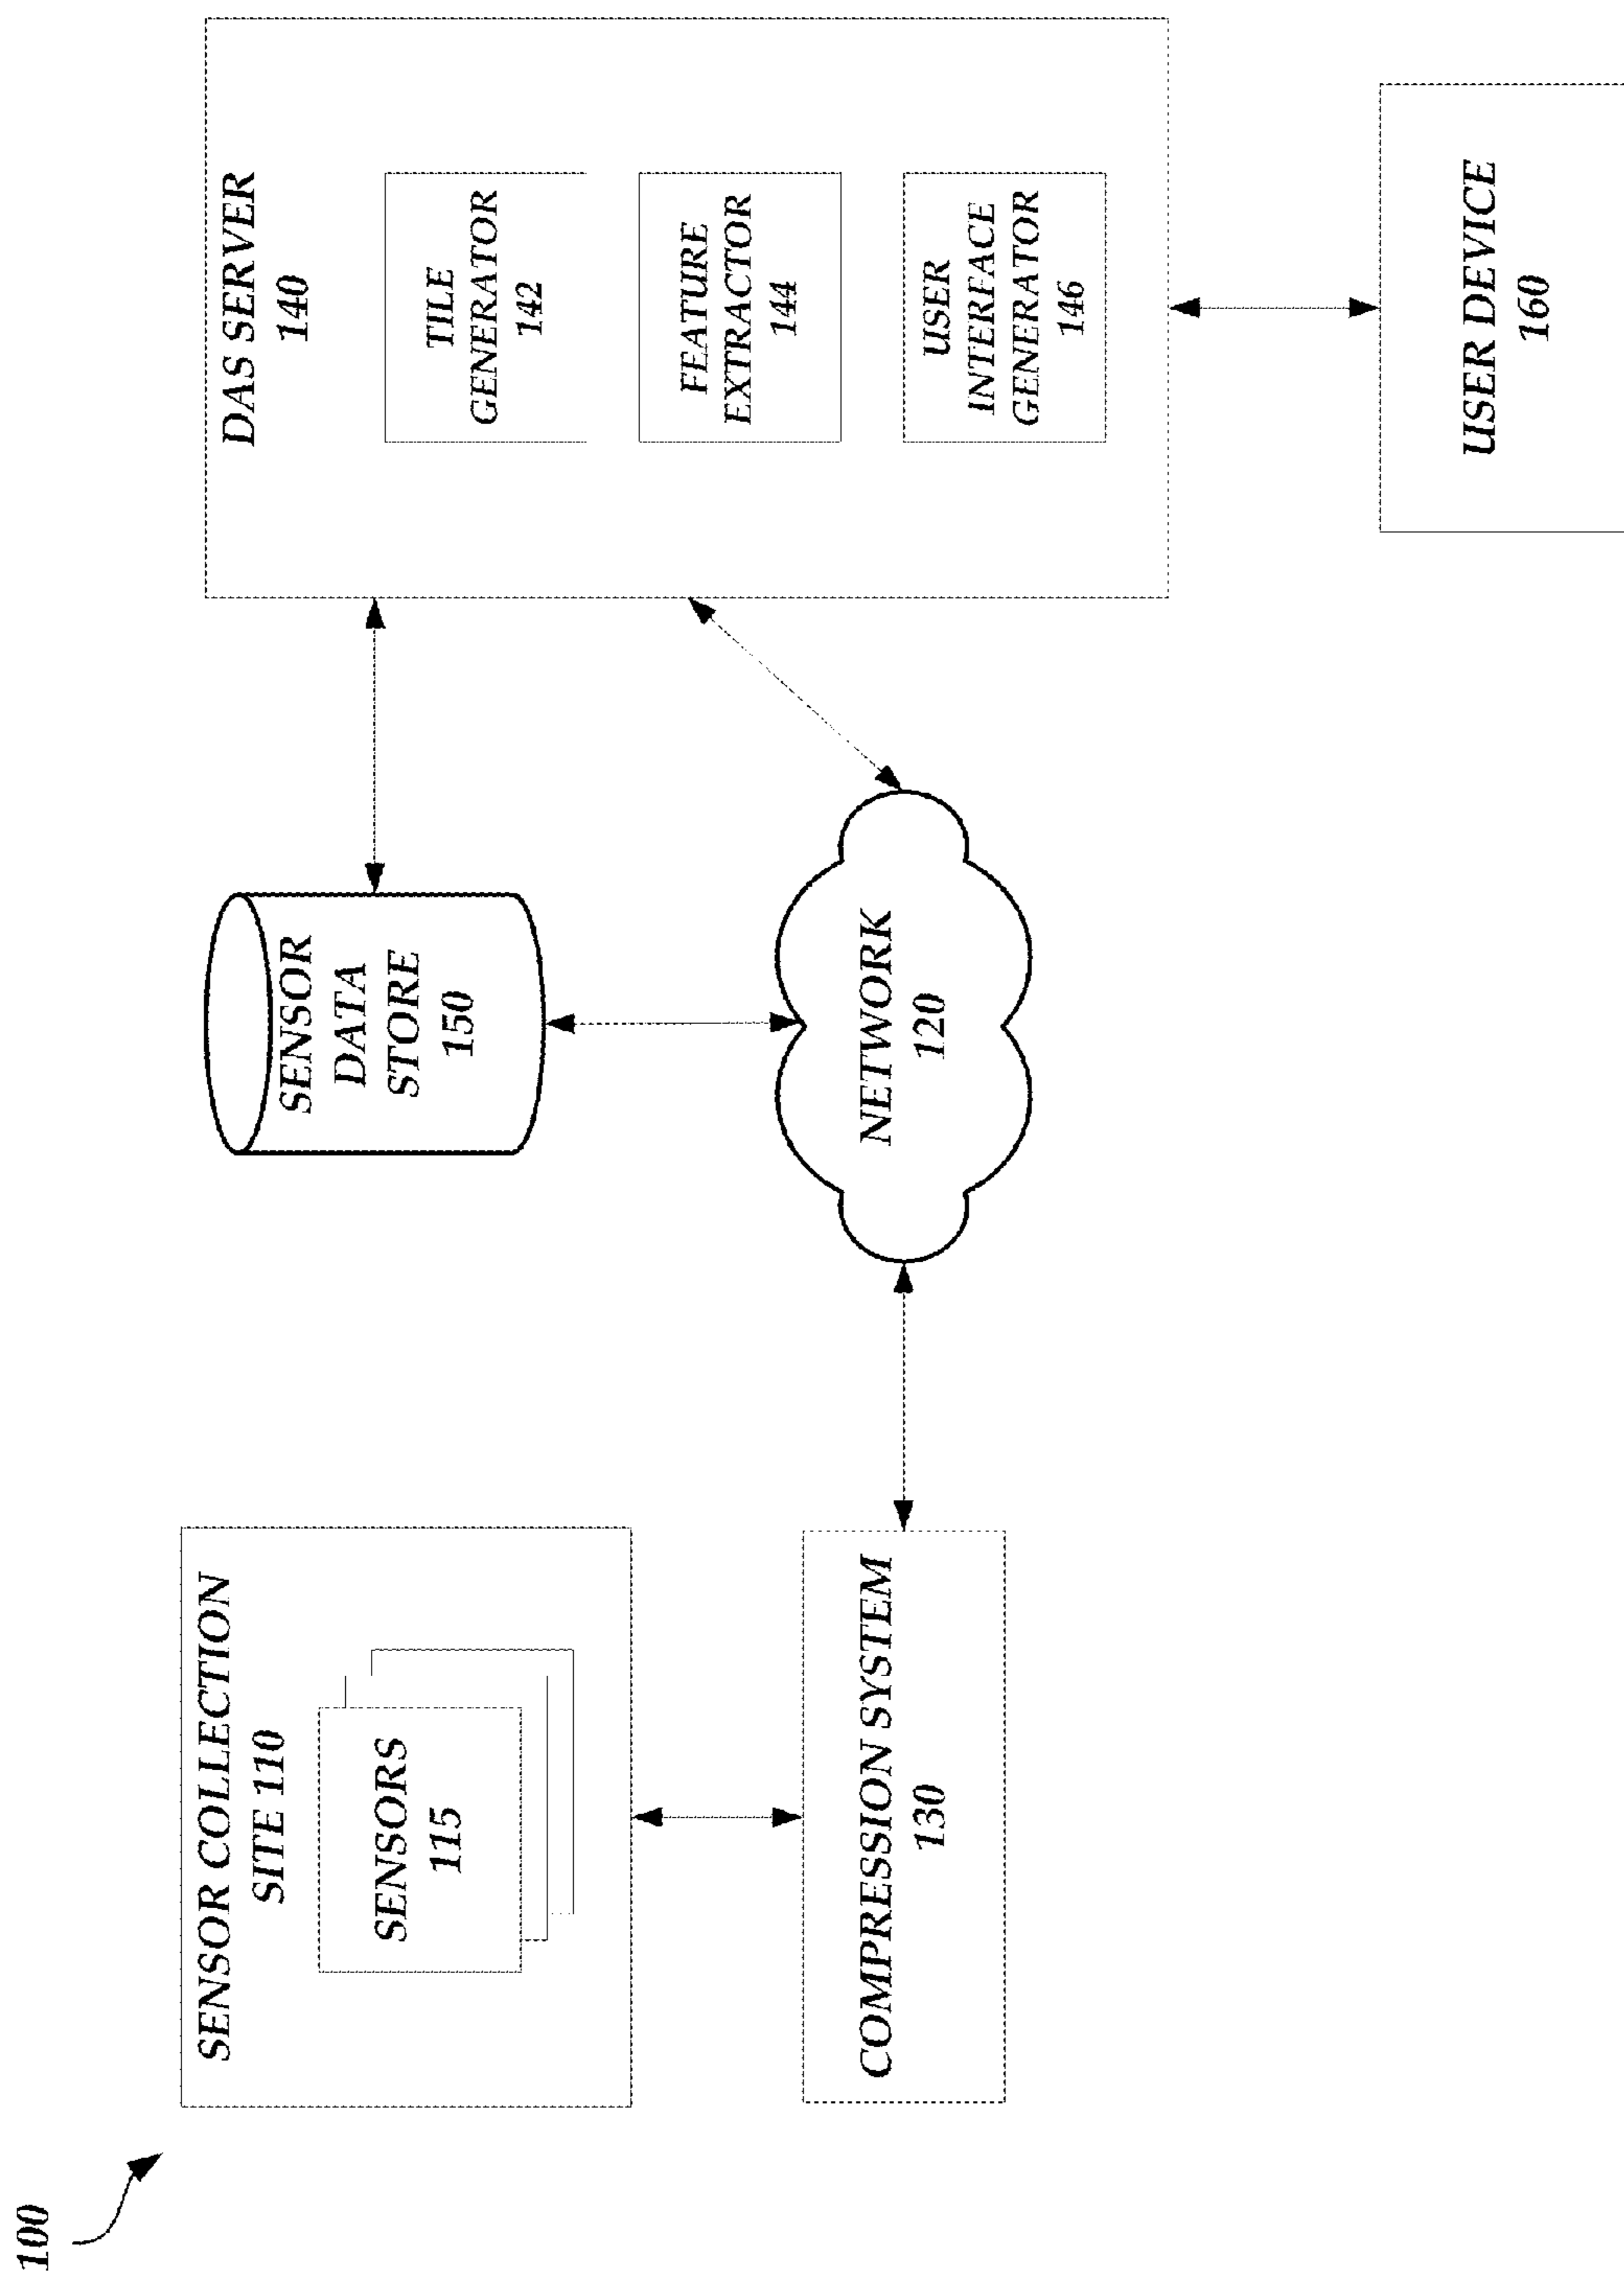 100
SENSOR COLLECTION
SITE 110
SENSORS
115
COMPRESSION SYSTEM
130
SENSOR
DATA
STORE
150
NETWORK
120
DAS SERVER
140
TILE
GENERATOR
142
FEATURE
EXTRACTOR
144
USER
INTERFACE
GENERATOR
146
USER DEVICE
160